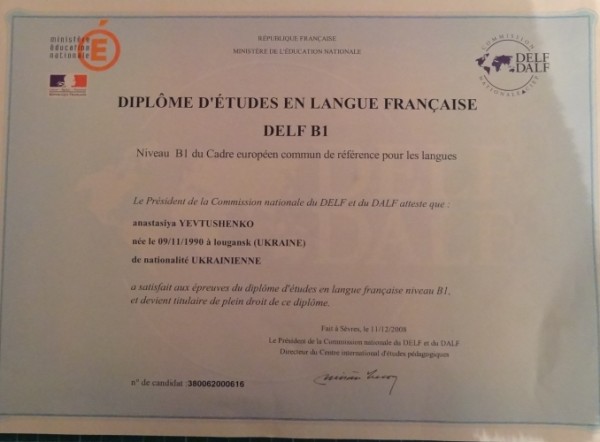 ministère
éducation
nationale
RÉPUBLIQUE FRANÇAISE
MINISTÈRE DE L'ÉDUCATION NATIONALE
COMMISSION
DELF
DALF
NATIONALE
DIPLÔME D'ÉTUDES EN LANGUE FRANÇAISE
DELF B1
Niveau B1 du Cadre européen commun de référence pour les langues
Le Président de la Commission nationale du DELF et du DALF atteste que :
anastasiya YEVTUSHENKO
née le 09/11/1990 à lougansk (UKRAINE)
de nationalité UKRAINIENNE
a satisfait aux épreuves du diplôme d'études en langue française niveau B1,
et devient titulaire de plein droit de ce diplôme.
Fait à Sèvres, le 11/12/2008
Le Président de la Commission nationale du DELF et du DALF
Directeur du Centre international d'études pédagogiques
n° de candidat :380062000616